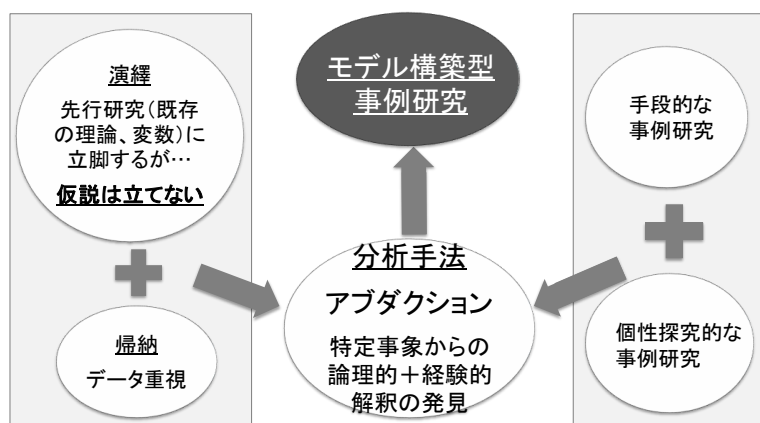 演繹
先行研究(既存
の理論、変数)に
立脚するが…
仮説は立てない
帰納
データ重視
モデル構築型
事例研究
分析手法
アブダクション
特定事象からの
論理的+経験的
解釈の発見
手段的な
事例研究
個性探究的な
事例研究